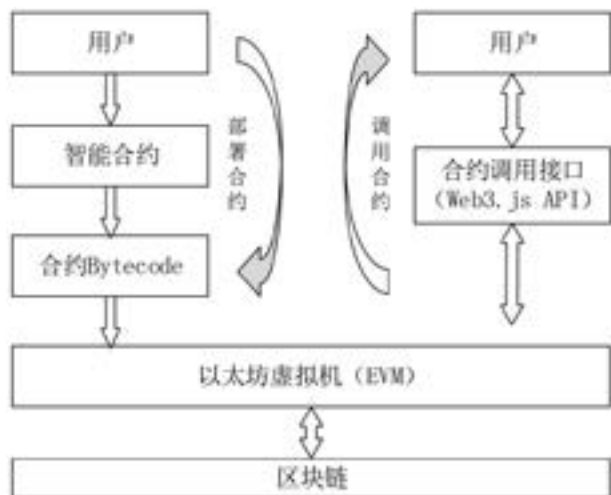 用户
智能合约
合约Bytecode
部署合约
调用合约
用户
合约调用接口
（Web3.js API）
以太坊虚拟机（EVM）
区块链